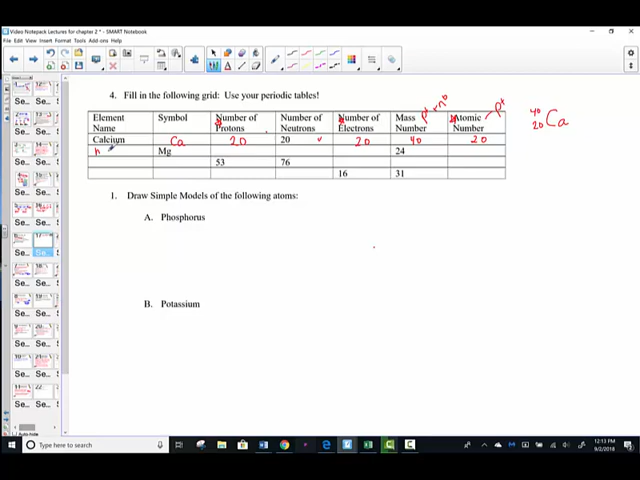 Video Notepack Lectures for chapter 2 * - SMART Notebook
File Edit View Insert Format Tools Add-ons Help
4. Fill in the following grid: Use your periodic tables!
p+ + n°
p+
40
20 Ca
Element Name Symbol Number of Protons Number of Neutrons Number of Electrons Mass Number Atomic Number
Calcium Ca 20 20 20 40 20
Mg 24
53 76
16 31
1. Draw Simple Models of the following atoms:
A. Phosphorus
B. Potassium
Auto-hide
Type here to search
12:13 PM
9/2/2018